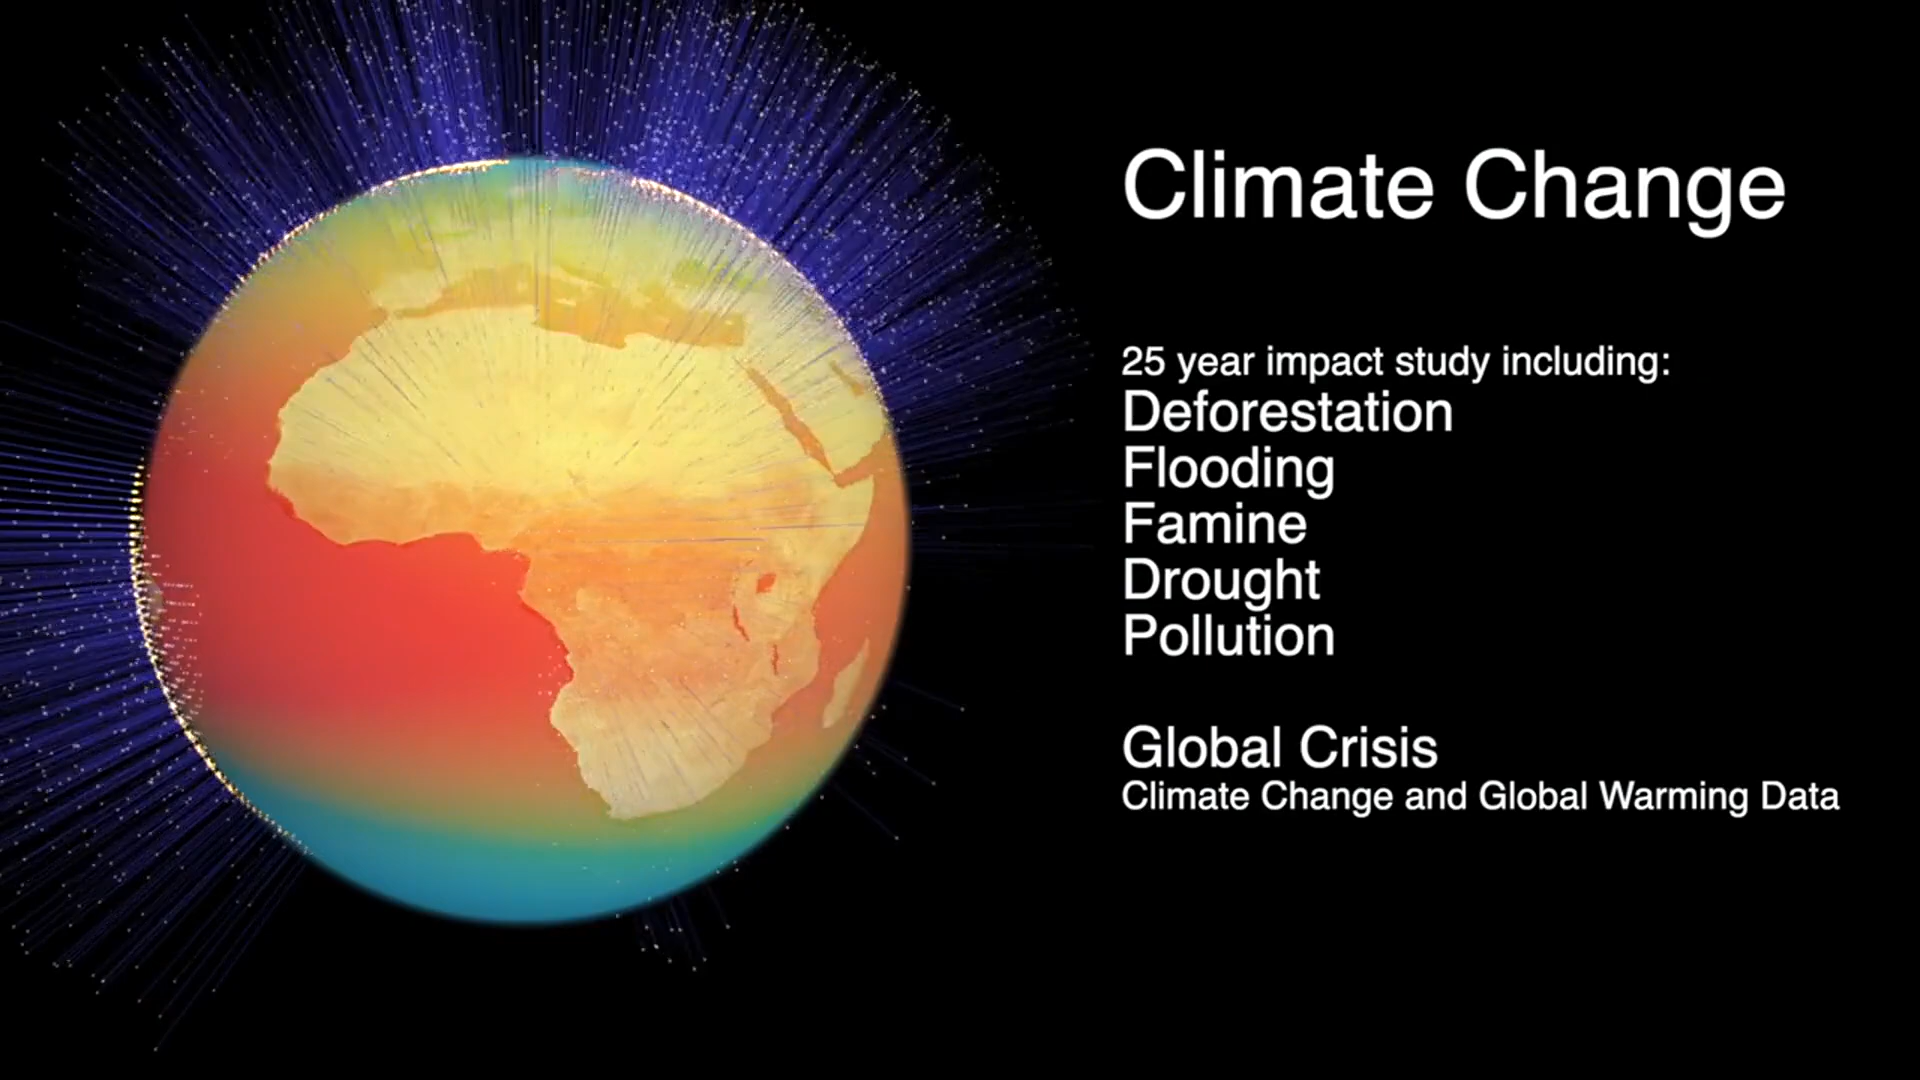 Climate Change
25 year impact study including:
Deforestation
Flooding
Famine
Drought
Pollution
Global Crisis
Climate Change and Global Warming Data